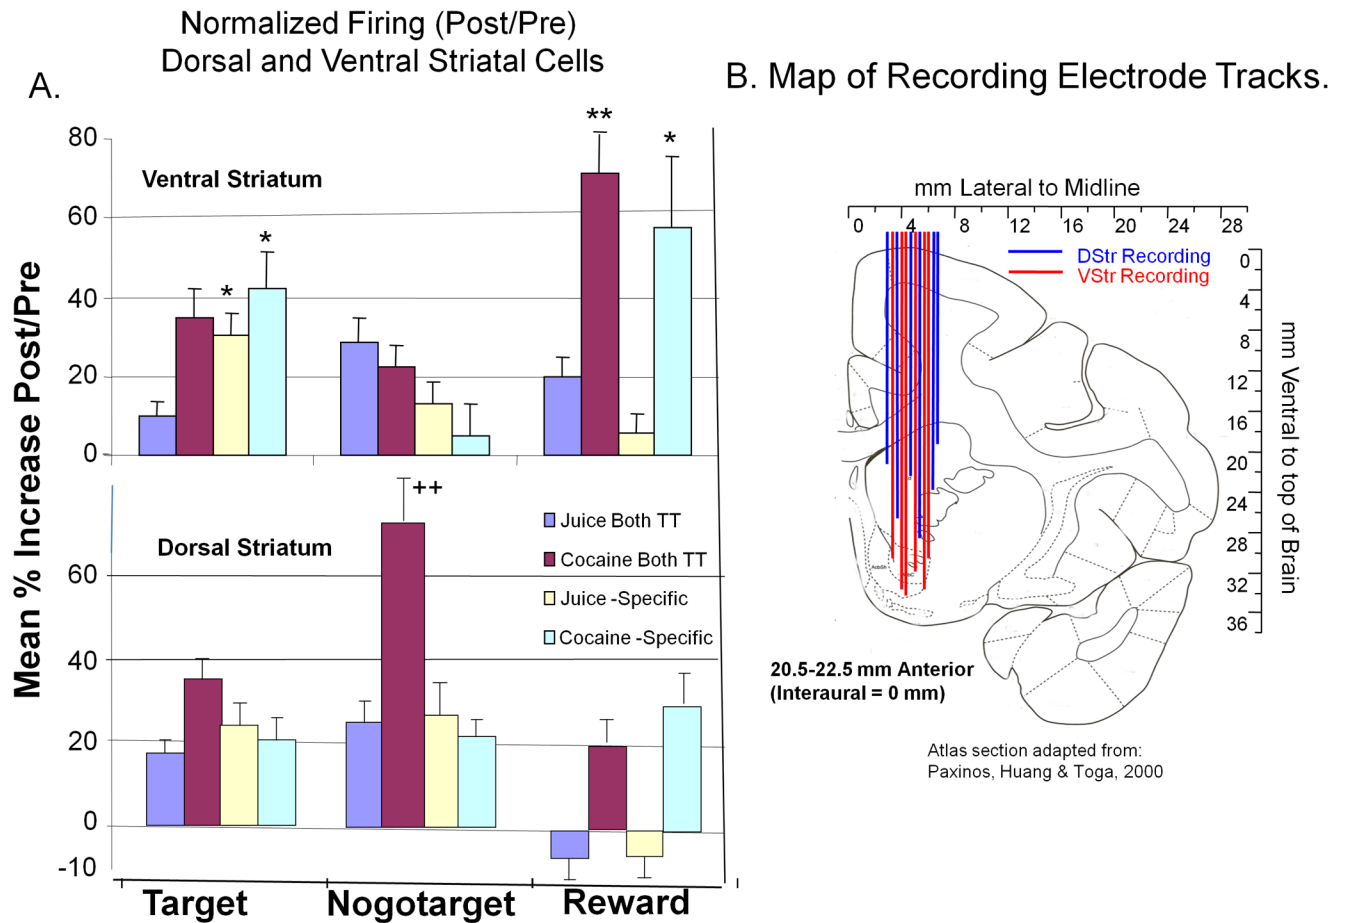 Normalized Firing (Post/Pre)
Dorsal and Ventral Striatal Cells
A.
Mean % Increase Post/Pre
80
60
40
20
0
Ventral Striatum
*
*
**
*
60
40
20
0
-10
Dorsal Striatum
++
Juice Both TT
Cocaine Both TT
Juice -Specific
Cocaine -Specific
Target
Nogotarget
Reward
B. Map of Recording Electrode Tracks.
mm Lateral to Midline
0 4 8 12 16 20 24 28
DStr Recording
VStr Recording
0
4
8
12
16
20
24
28
32
36
mm Ventral to top of Brain
20.5-22.5 mm Anterior
(Interaural = 0 mm)
Atlas section adapted from:
Paxinos, Huang & Toga, 2000